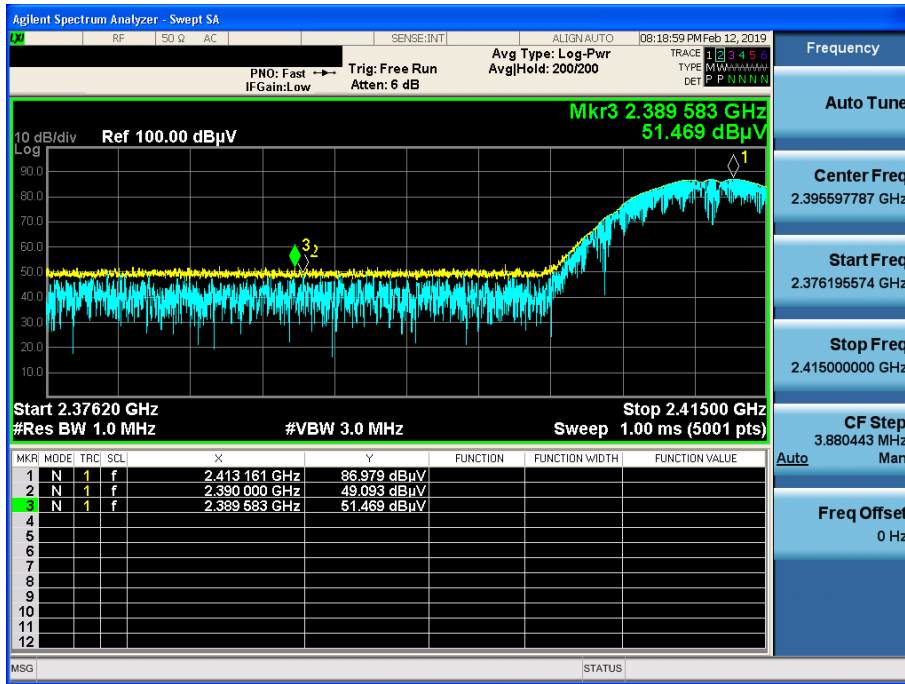 Agilent Spectrum Analyzer - Swept SA
LXI RF 50 Ω AC SENSE:INT ALIGN AUTO 08:18:59 PM Feb 12, 2019
PNO: Fast Trig: Free Run Avg Type: Log-Pwr TRACE 1 2 3 4 5 6
IFGain:Low Atten: 6 dB Avg|Hold: 200/200 TYPE M W W W W W
DET P P N N N N
Mkr3 2.389 583 GHz
51.469 dBµV
10 dB/div Ref 100.00 dBµV
Log
90.0
80.0
70.0
60.0
50.0
40.0
30.0
20.0
10.0
1
3
2
Start 2.37620 GHz Stop 2.41500 GHz
#Res BW 1.0 MHz #VBW 3.0 MHz Sweep 1.00 ms (5001 pts)
MKR MODE TRC SCL X Y FUNCTION FUNCTION WIDTH FUNCTION VALUE
1 N 1 f 2.413 161 GHz 86.979 dBµV
2 N 1 f 2.390 000 GHz 49.093 dBµV
3 N 1 f 2.389 583 GHz 51.469 dBµV
4
5
6
7
8
9
10
11
12
MSG STATUS
Frequency
Auto Tune
Center Freq
2.395597787 GHz
Start Freq
2.376195574 GHz
Stop Freq
2.415000000 GHz
CF Step
3.880443 MHz
Auto Man
Freq Offset
0 Hz